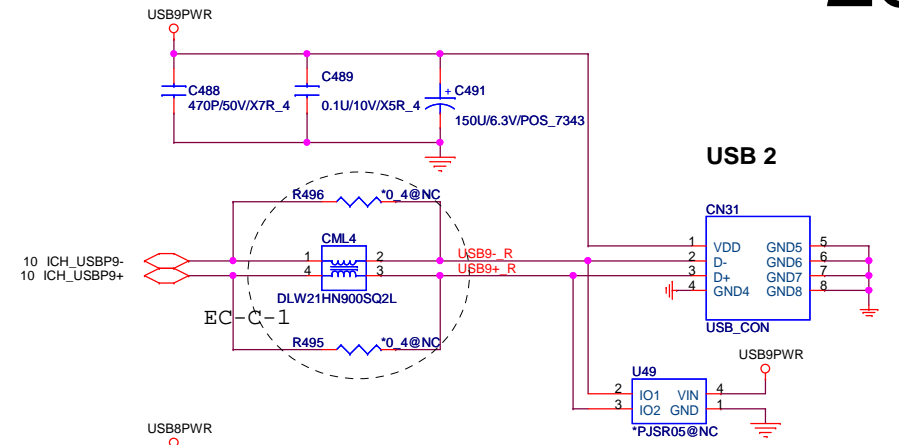 USB9PWR
C488
470P/50V/X7R_4
C489
0.1U/10V/X5R_4
+ C491
150U/6.3V/POS_7343
USB 2
R496 *0_4@NC
CML4
1 2
4 3
DLW21HN900SQ2L
10 ICH_USBP9-
10 ICH_USBP9+
USB9-_R
USB9+_R
EC-C-1
R495 *0_4@NC
CN31
1 VDD GND5 5
2 D- GND6 6
3 D+ GND7 7
4 GND4 GND8 8
USB_CON
USB9PWR
U49
2 IO1 VIN 4
3 IO2 GND 1
*PJSR05@NC
USB8PWR